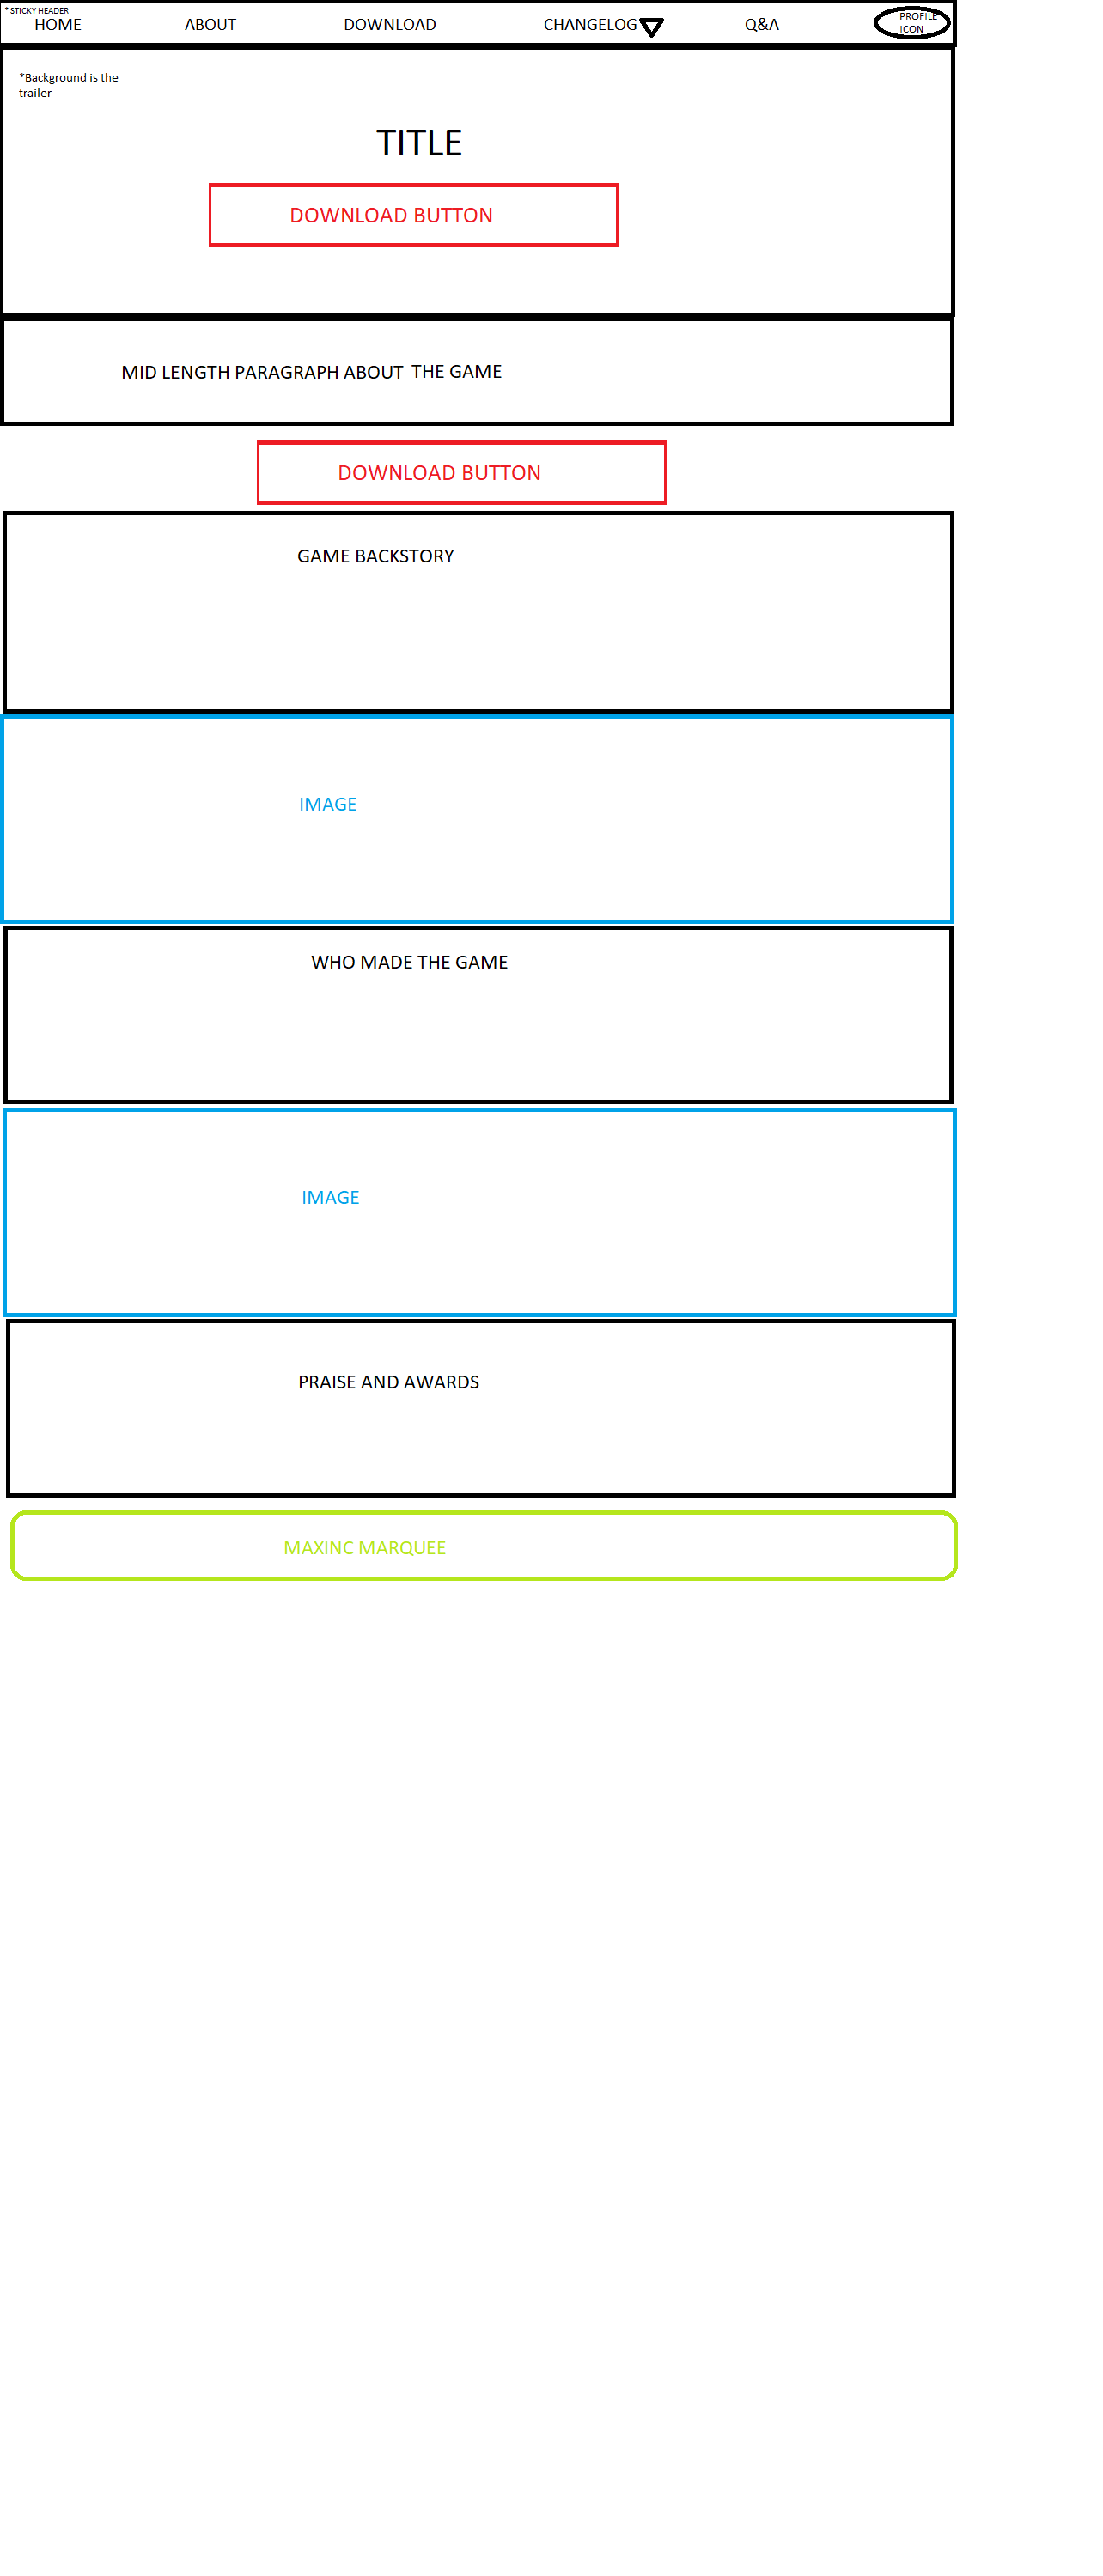 * STICKY HEADER
HOME ABOUT DOWNLOAD CHANGELOG Q&A PROFILE
ICON
*Background is the
trailer
TITLE
DOWNLOAD BUTTON
MID LENGTH PARAGRAPH ABOUT THE GAME
DOWNLOAD BUTTON
GAME BACKSTORY
IMAGE
WHO MADE THE GAME
IMAGE
PRAISE AND AWARDS
MAXINC MARQUEE